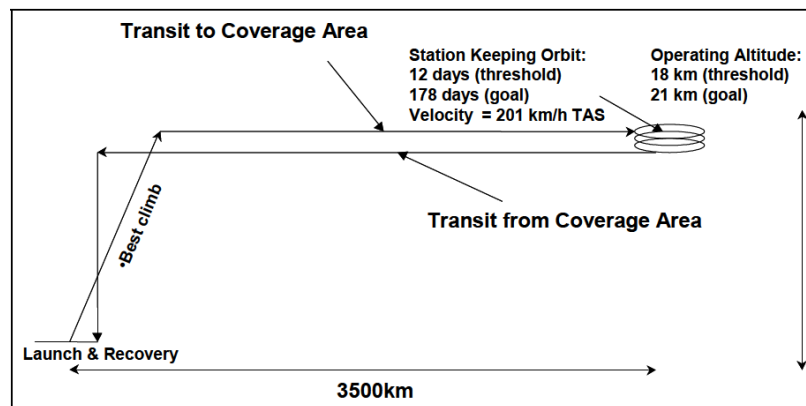 Transit to Coverage Area
Station Keeping Orbit:
12 days (threshold)
178 days (goal)
Velocity = 201 km/h TAS
Operating Altitude:
18 km (threshold)
21 km (goal)
•Best climb
Transit from Coverage Area
Launch & Recovery
3500km